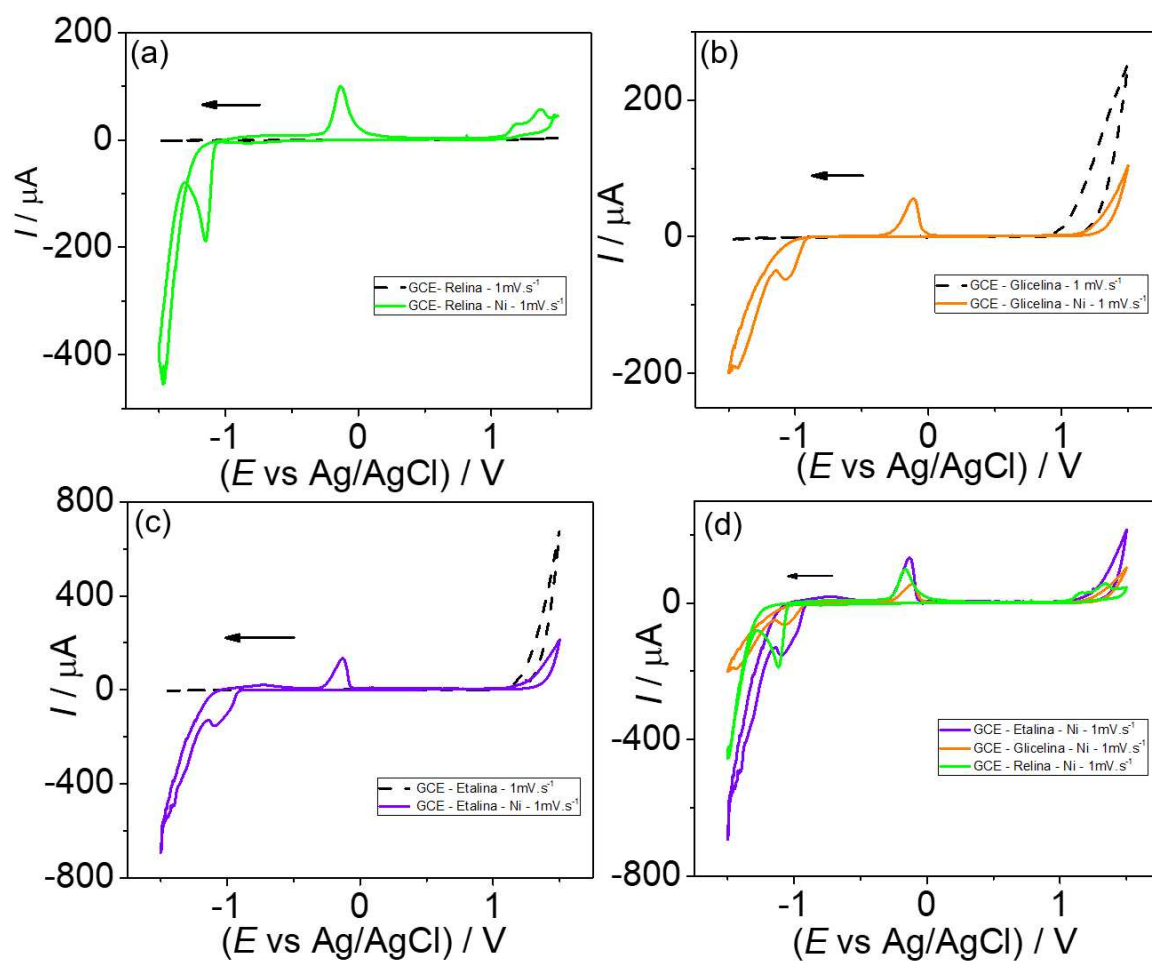 (a)
200
0
-200
-400
I / µA
GCE- Relina - 1mV.s-1
GCE- Relina - Ni - 1mV.s-1
-1 0 1
(E vs Ag/AgCl) / V
(b)
200
0
-200
I / µA
GCE - Glicelina - 1 mV.s-1
GCE - Glicelina - Ni - 1 mV.s-1
-1 0 1
(E vs Ag/AgCl) / V
(c)
800
400
0
-400
-800
I / µA
GCE - Etalina - 1mV.s-1
GCE - Etalina - Ni - 1mV.s-1
-1 0 1
(E vs Ag/AgCl) / V
(d)
0
-400
-800
I / µA
GCE - Etalina - Ni - 1mV.s-1
GCE - Glicelina - Ni - 1mV.s-1
GCE - Relina - Ni - 1mV.s-1
-1 0 1
(E vs Ag/AgCl) / V